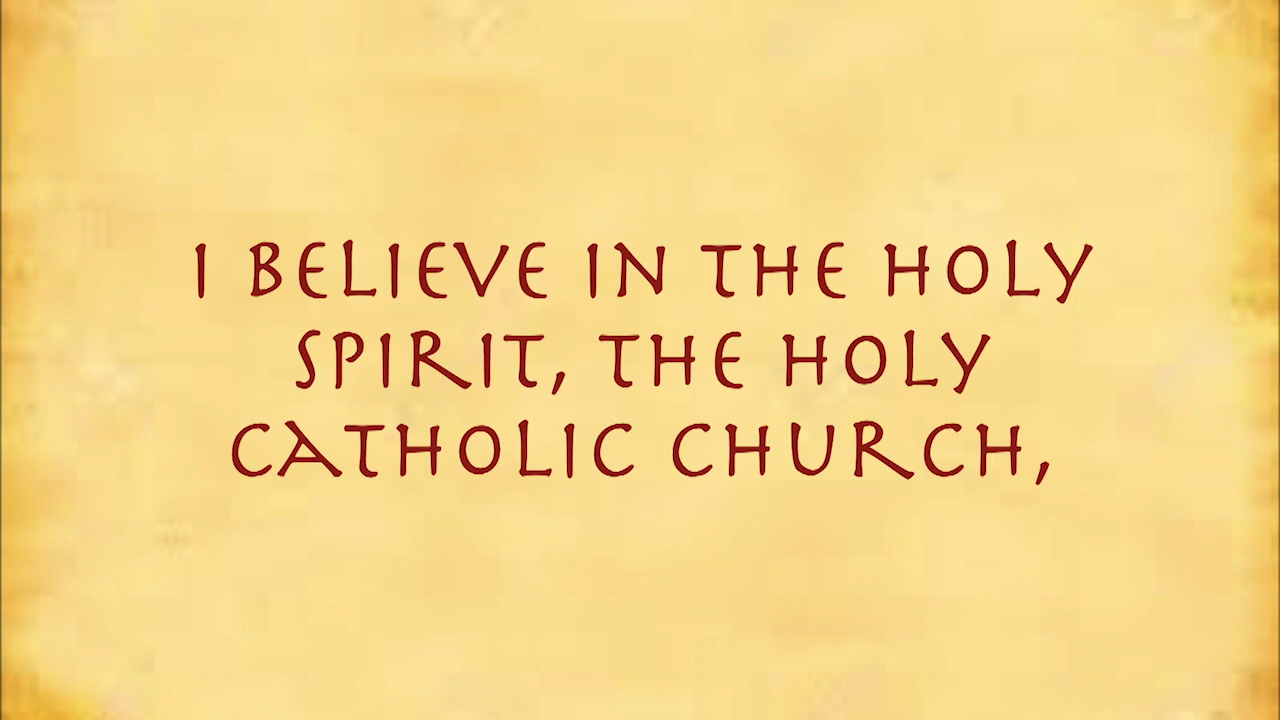 I BELIEVE IN THE HOLY
SPIRIT, THE HOLY
CATHOLIC CHURCH,